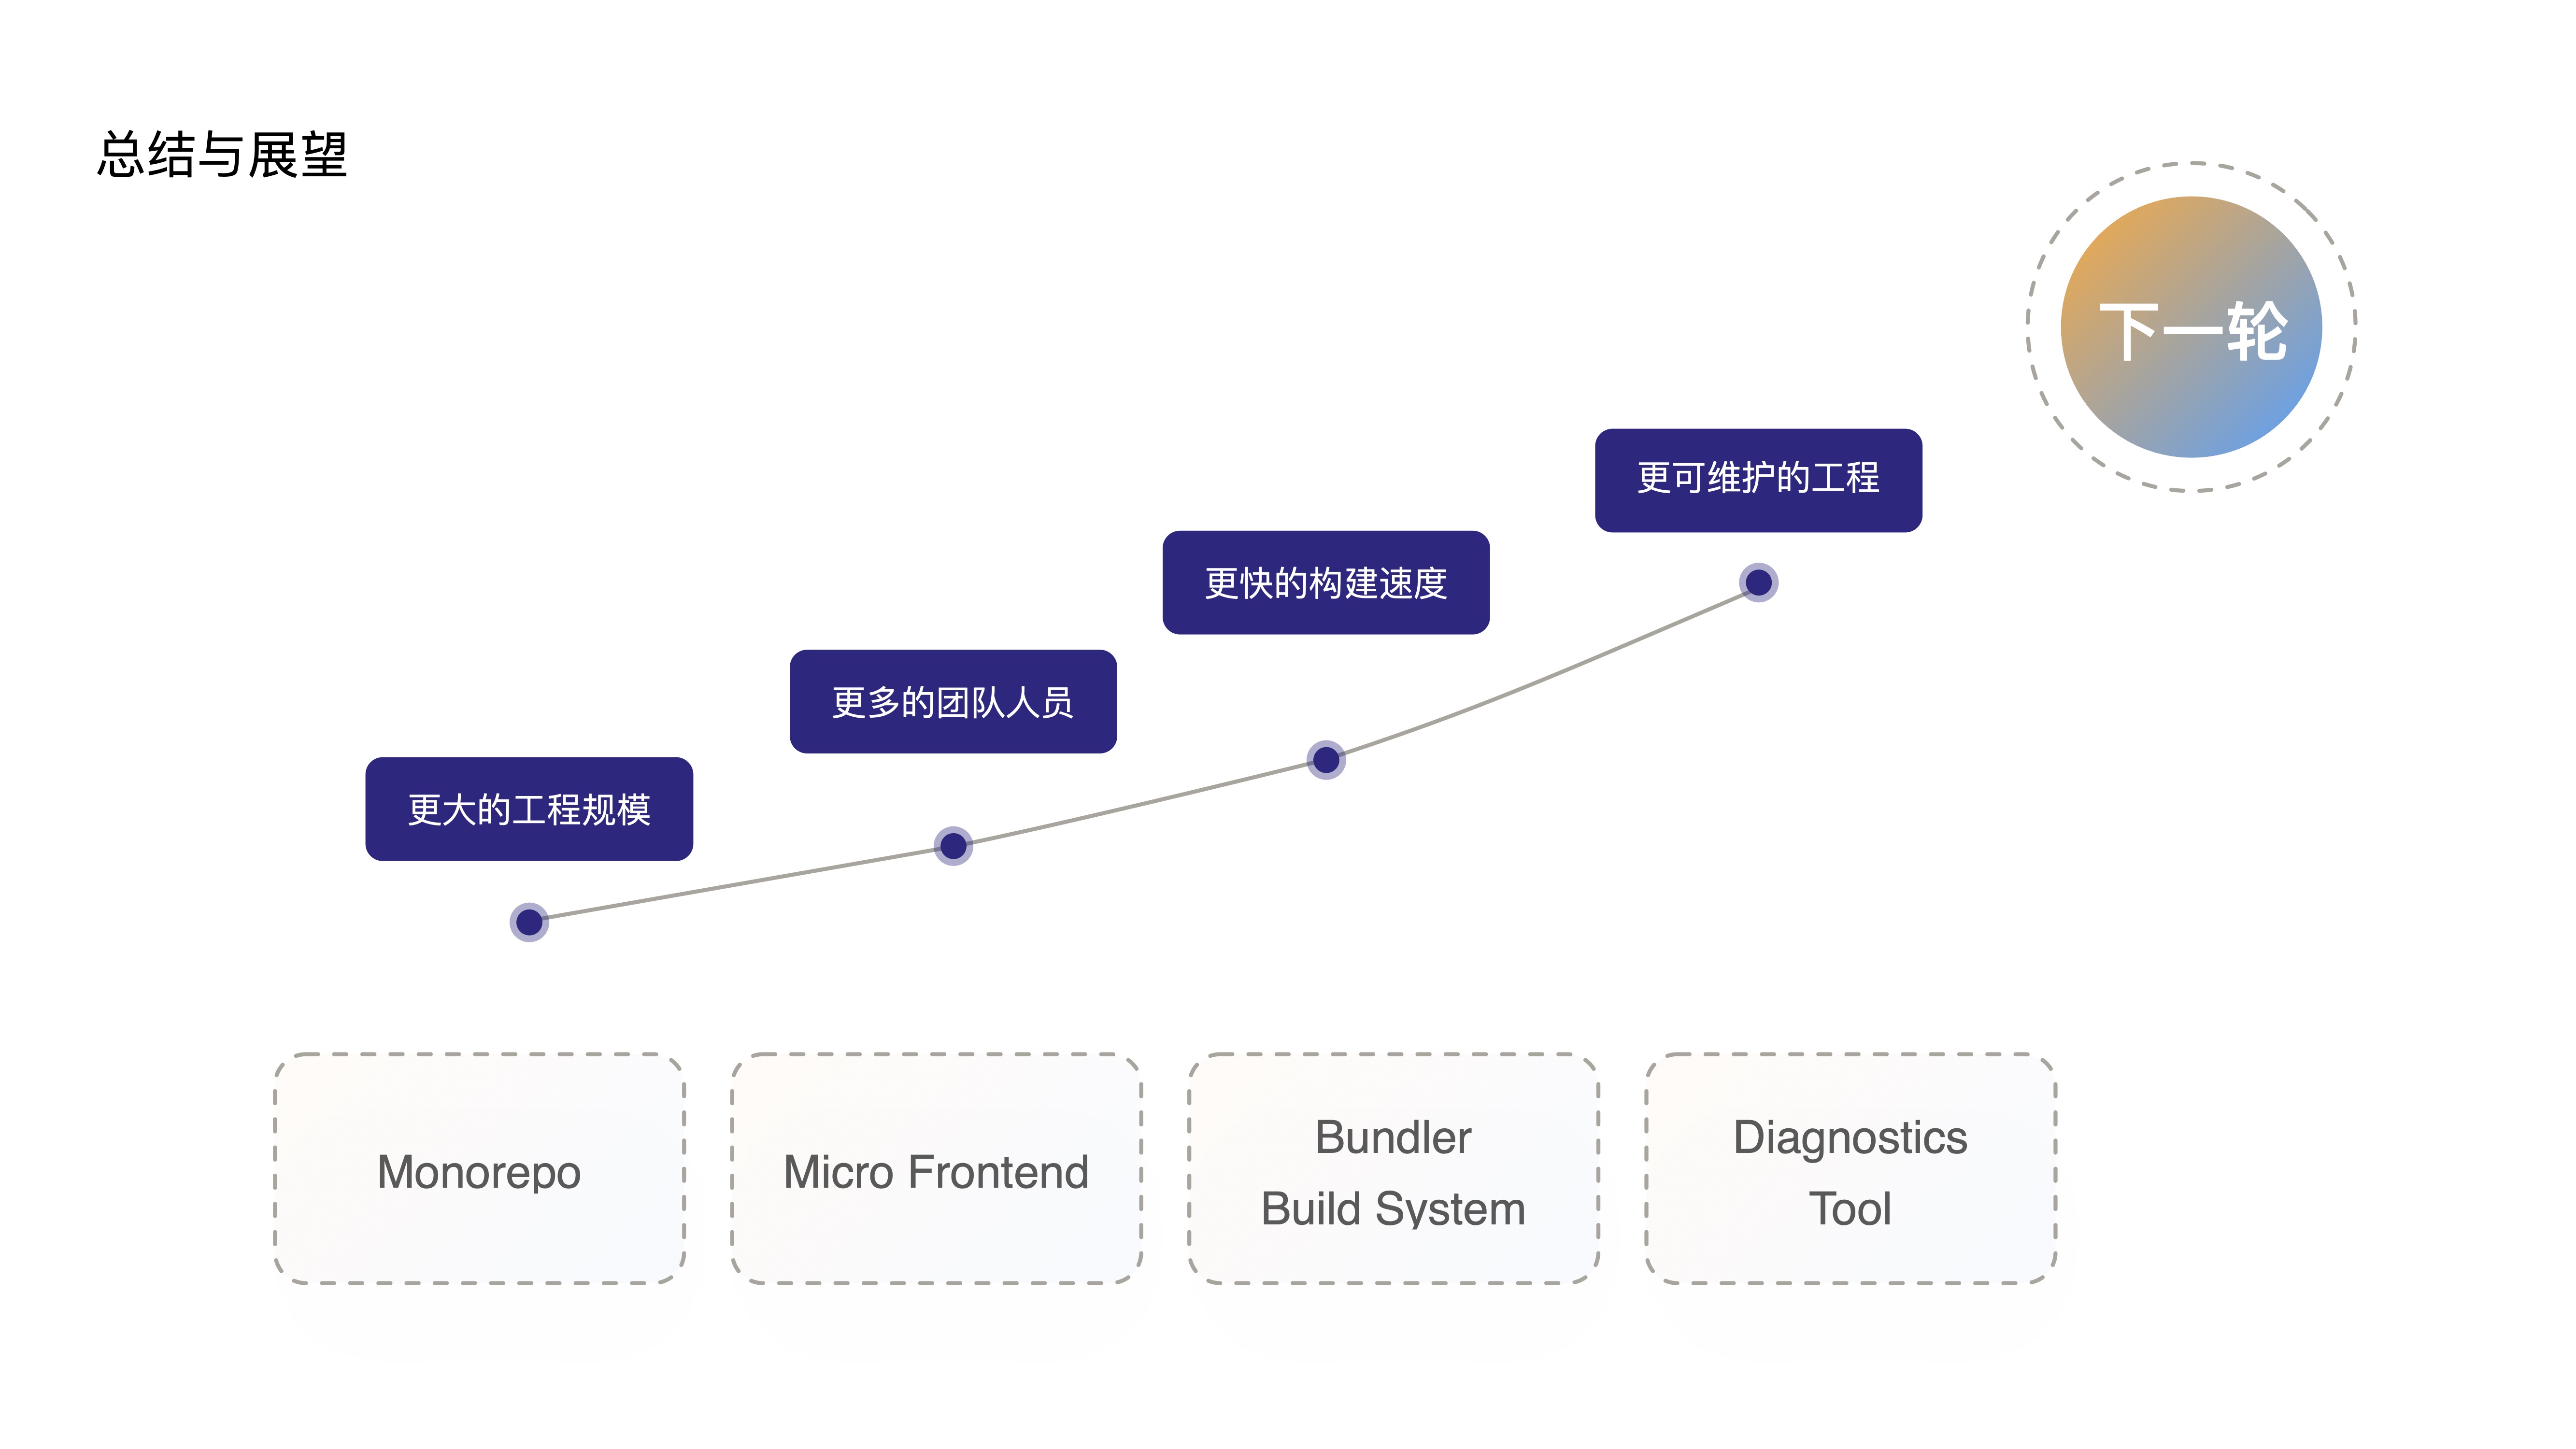 总结与展望
下一轮
更可维护的工程
更快的构建速度
更多的团队人员
更大的工程规模
Monorepo
Micro Frontend
Bundler
Build System
Diagnostics
Tool